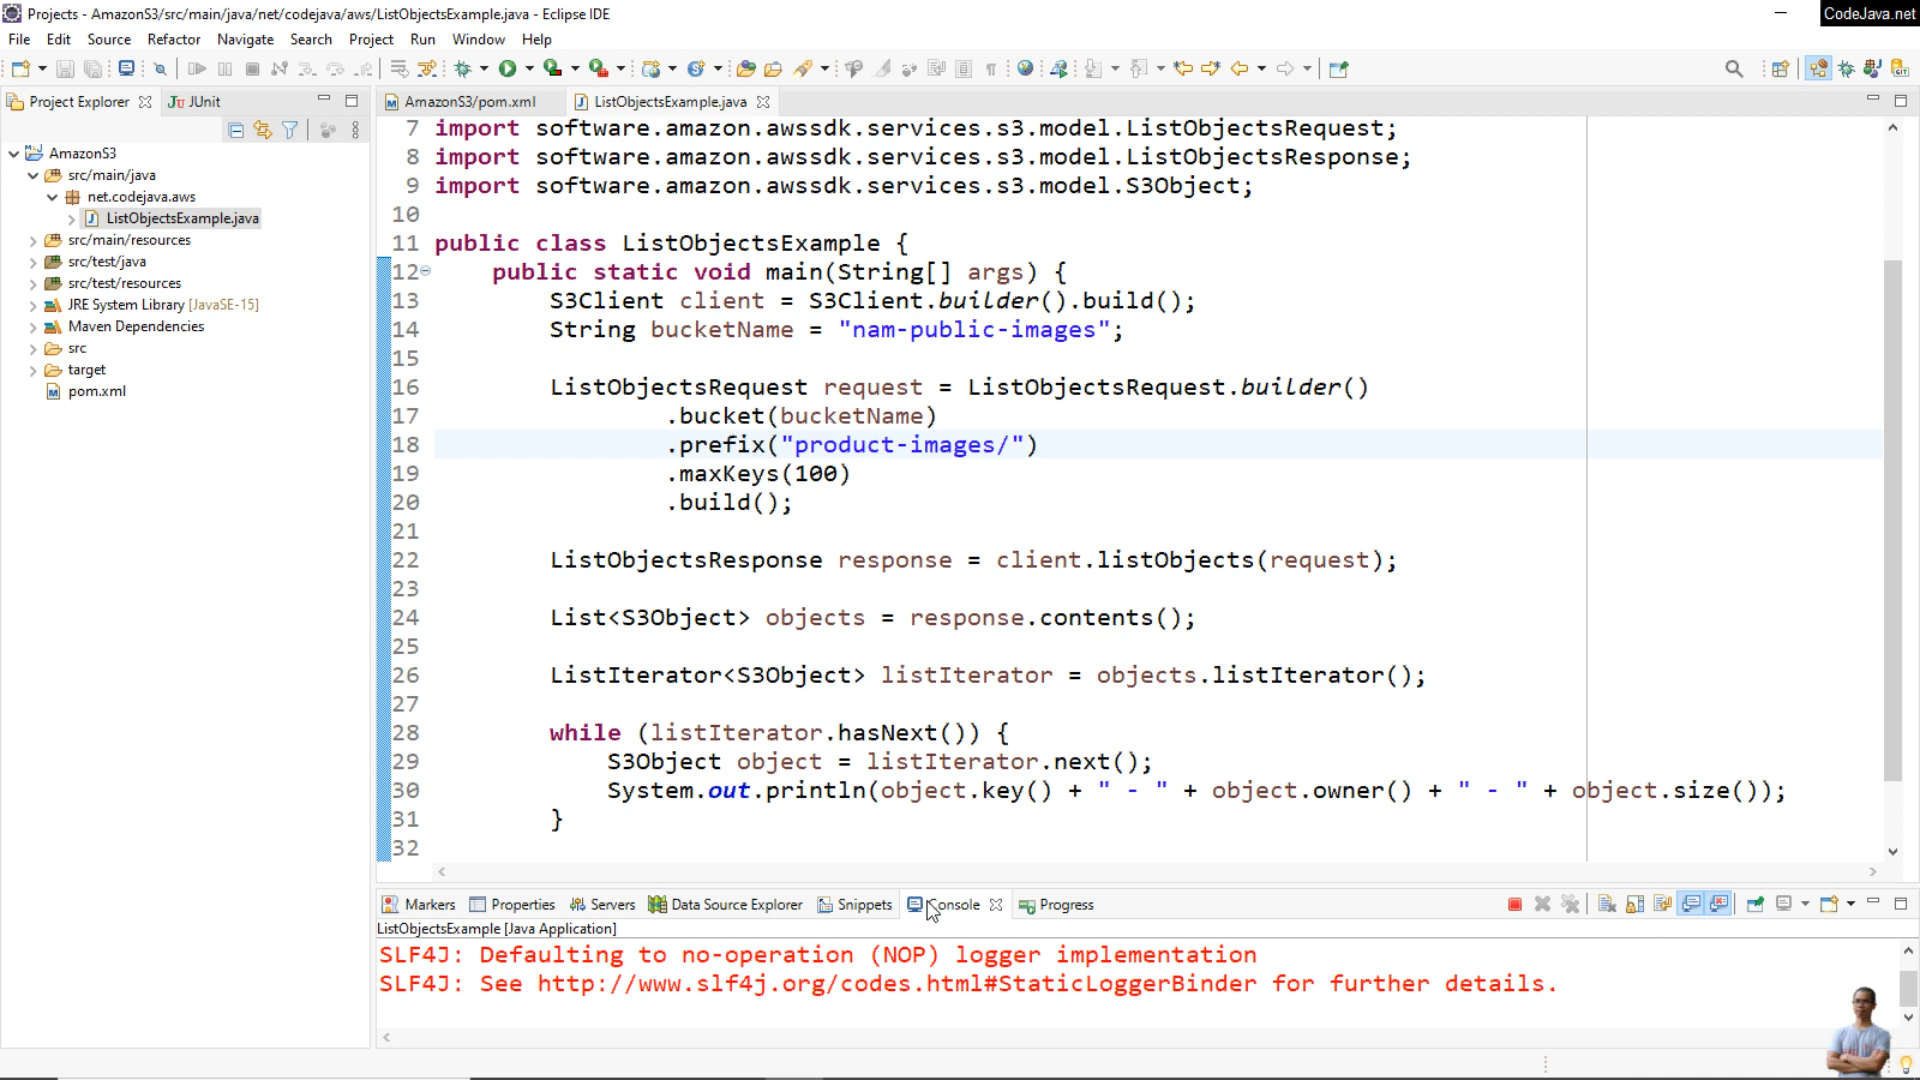 Projects - AmazonS3/src/main/java/net/codejava/aws/ListObjectsExample.java - Eclipse IDE
CodeJava.net
File Edit Source Refactor Navigate Search Project Run Window Help
Project Explorer JUnit
AmazonS3/pom.xml ListObjectsExample.java
AmazonS3
src/main/java
net.codejava.aws
ListObjectsExample.java
src/main/resources
src/test/java
src/test/resources
JRE System Library [JavaSE-15]
Maven Dependencies
src
target
pom.xml
7 import software.amazon.awssdk.services.s3.model.ListObjectsRequest;
8 import software.amazon.awssdk.services.s3.model.ListObjectsResponse;
9 import software.amazon.awssdk.services.s3.model.S3Object;
10
11 public class ListObjectsExample {
12 public static void main(String[] args) {
13 S3Client client = S3Client.builder().build();
14 String bucketName = "nam-public-images";
15
16 ListObjectsRequest request = ListObjectsRequest.builder()
17 .bucket(bucketName)
18 .prefix("product-images/")
19 .maxKeys(100)
20 .build();
21
22 ListObjectsResponse response = client.listObjects(request);
23
24 List<S3Object> objects = response.contents();
25
26 ListIterator<S3Object> listIterator = objects.listIterator();
27
28 while (listIterator.hasNext()) {
29 S3Object object = listIterator.next();
30 System.out.println(object.key() + " - " + object.owner() + " - " + object.size());
31 }
32
Markers Properties Servers Data Source Explorer Snippets Console Progress
ListObjectsExample [Java Application]
SLF4J: Defaulting to no-operation (NOP) logger implementation
SLF4J: See http://www.slf4j.org/codes.html#StaticLoggerBinder for further details.